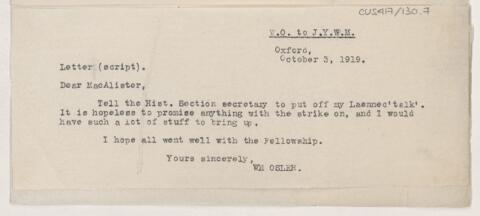 CUS417/130.7
W.O. to J.Y.W.M.
Oxford,
October 3, 1919.
Letter (script).
Dear MacAlister,
Tell the Hist. Section secretary to put off my Laennec 'talk'.
It is hopeless to promise anything with the strike on, and I would
have such a lot of stuff to bring up.
I hope all went well with the Fellowship.
Yours sincerely,
WM OSLER.